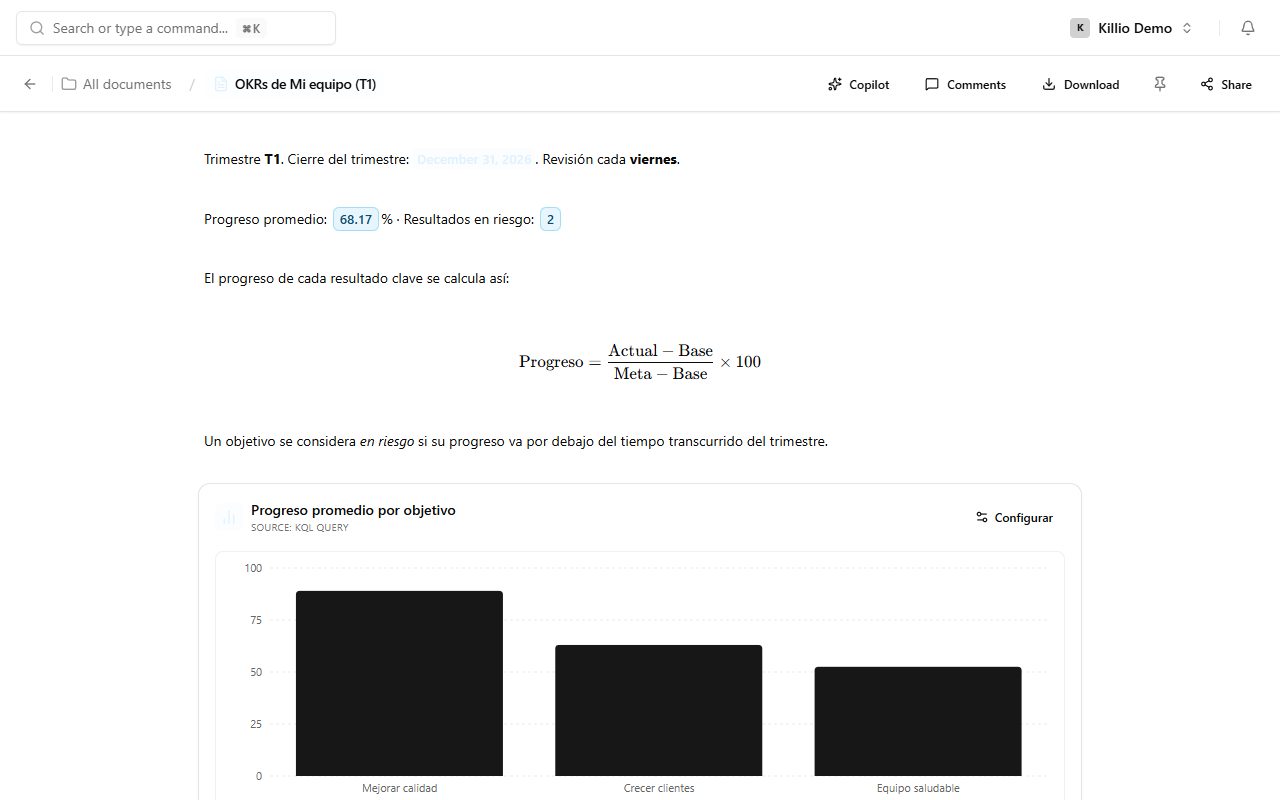 Search or type a command... ⌘K
K Killio Demo
All documents / OKRs de Mi equipo (T1)
Copilot
Comments
Download
Share
Trimestre T1. Cierre del trimestre: December 31, 2026 . Revisión cada viernes.
Progreso promedio: 68.17 % · Resultados en riesgo: 2
El progreso de cada resultado clave se calcula así:
Progreso = (Actual − Base) / (Meta − Base) × 100
Un objetivo se considera en riesgo si su progreso va por debajo del tiempo transcurrido del trimestre.
Progreso promedio por objetivo
SOURCE: KQL QUERY
Configurar
100
75
50
25
0
Mejorar calidad
Crecer clientes
Equipo saludable